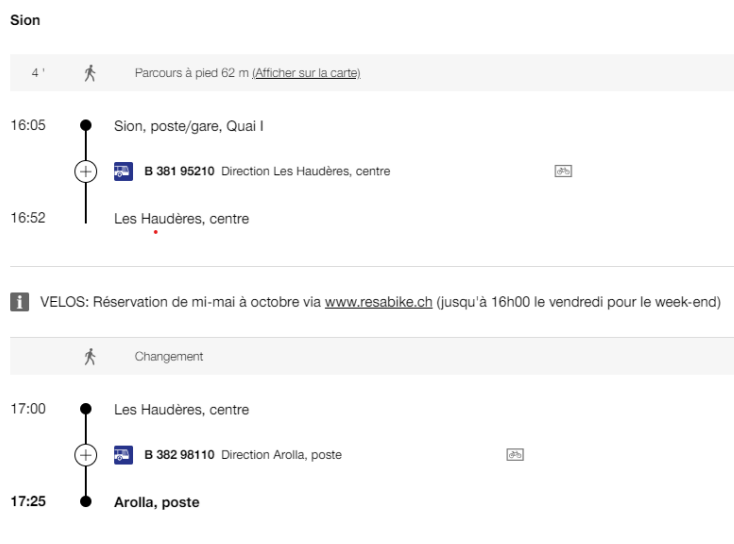 Sion
4 ' Parcours à pied 62 m (Afficher sur la carte)
16:05 Sion, poste/gare, Quai I
B 381 95210 Direction Les Haudères, centre
16:52 Les Haudères, centre
i VELOS: Réservation de mi-mai à octobre via www.resabike.ch (jusqu'à 16h00 le vendredi pour le week-end)
Changement
17:00 Les Haudères, centre
B 382 98110 Direction Arolla, poste
17:25 Arolla, poste